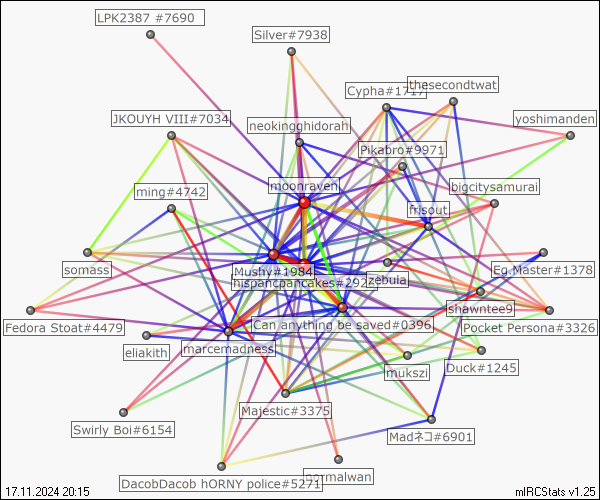 LPK2387 #7690
Silver#7938
thesecondtwat
Cypha#1717
yoshimanden
JKOUYH VIII#7034
neokingghidorah
Pikabro#9971
moonraven
bigcitysamurai
ming#4742
frisout
somass
Mushy#1984
Eg.Master#1378
hispancpancakes#292
zebula
shawntee9
Fedora Stoat#4479
Can anything be saved#0396
Pocket Persona#3326
eliakith
marcemadness
mukszi
Duck#1245
Majestic#3375
Swirly Boi#6154
Madネコ#6901
DacobDacob hORNY police#5271
normalwan
17.11.2024 20:15
mIRCStats v1.25